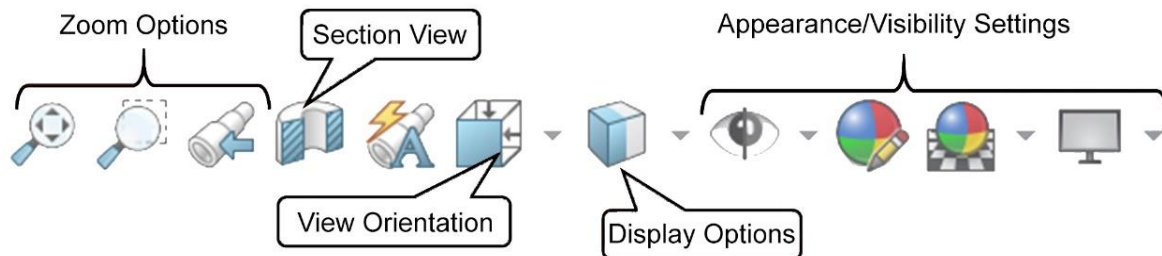 Zoom Options
Section View
Appearance/Visibility Settings
A
View Orientation
Display Options